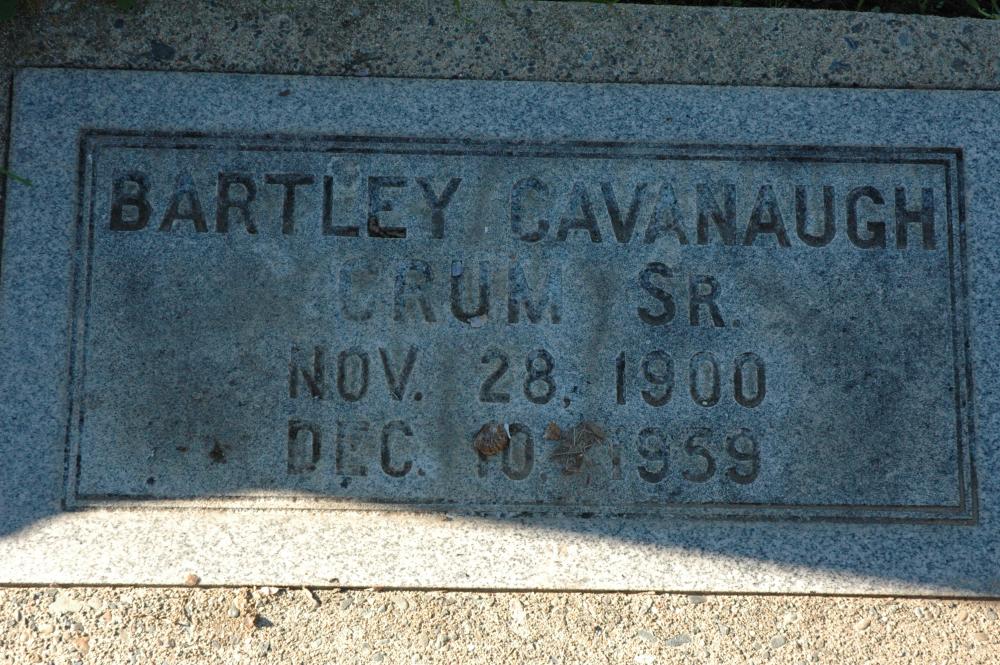 BARTLEY CAVANAUGH
CRUM SR.
NOV. 28, 1900
DEC. 10, 1959